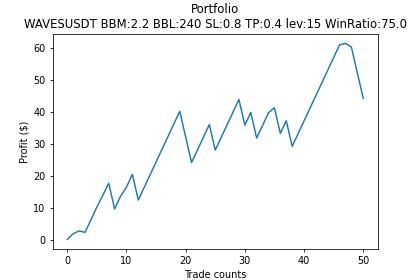 Portfolio
WAVESUSDT BBM:2.2 BBL:240 SL:0.8 TP:0.4 lev:15 WinRatio:75.0
60
50
40
30
20
10
0
Profit ($)
0 10 20 30 40 50
Trade counts